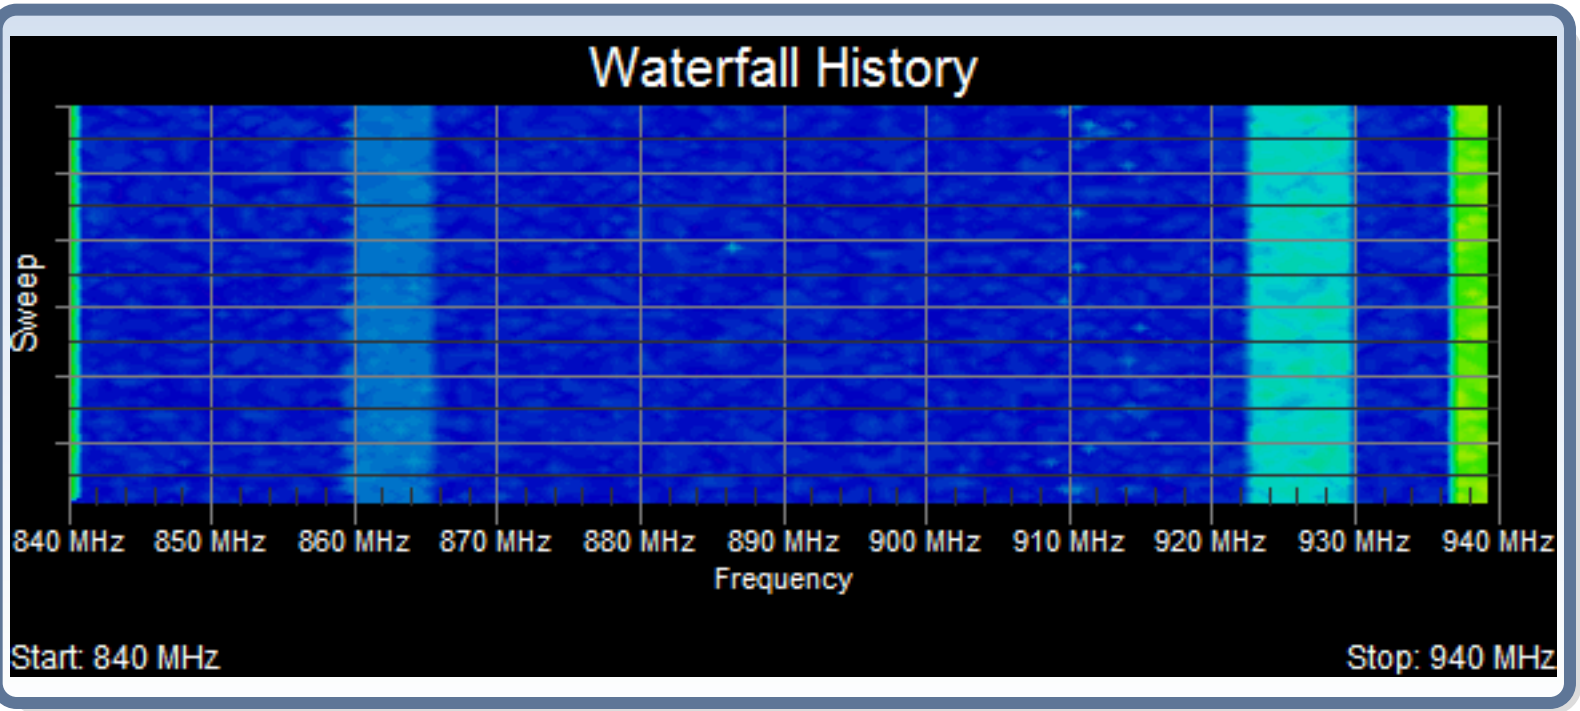 Waterfall History
Sweep
840 MHz 850 MHz 860 MHz 870 MHz 880 MHz 890 MHz 900 MHz 910 MHz 920 MHz 930 MHz 940 MHz
Frequency
Start: 840 MHz Stop: 940 MHz